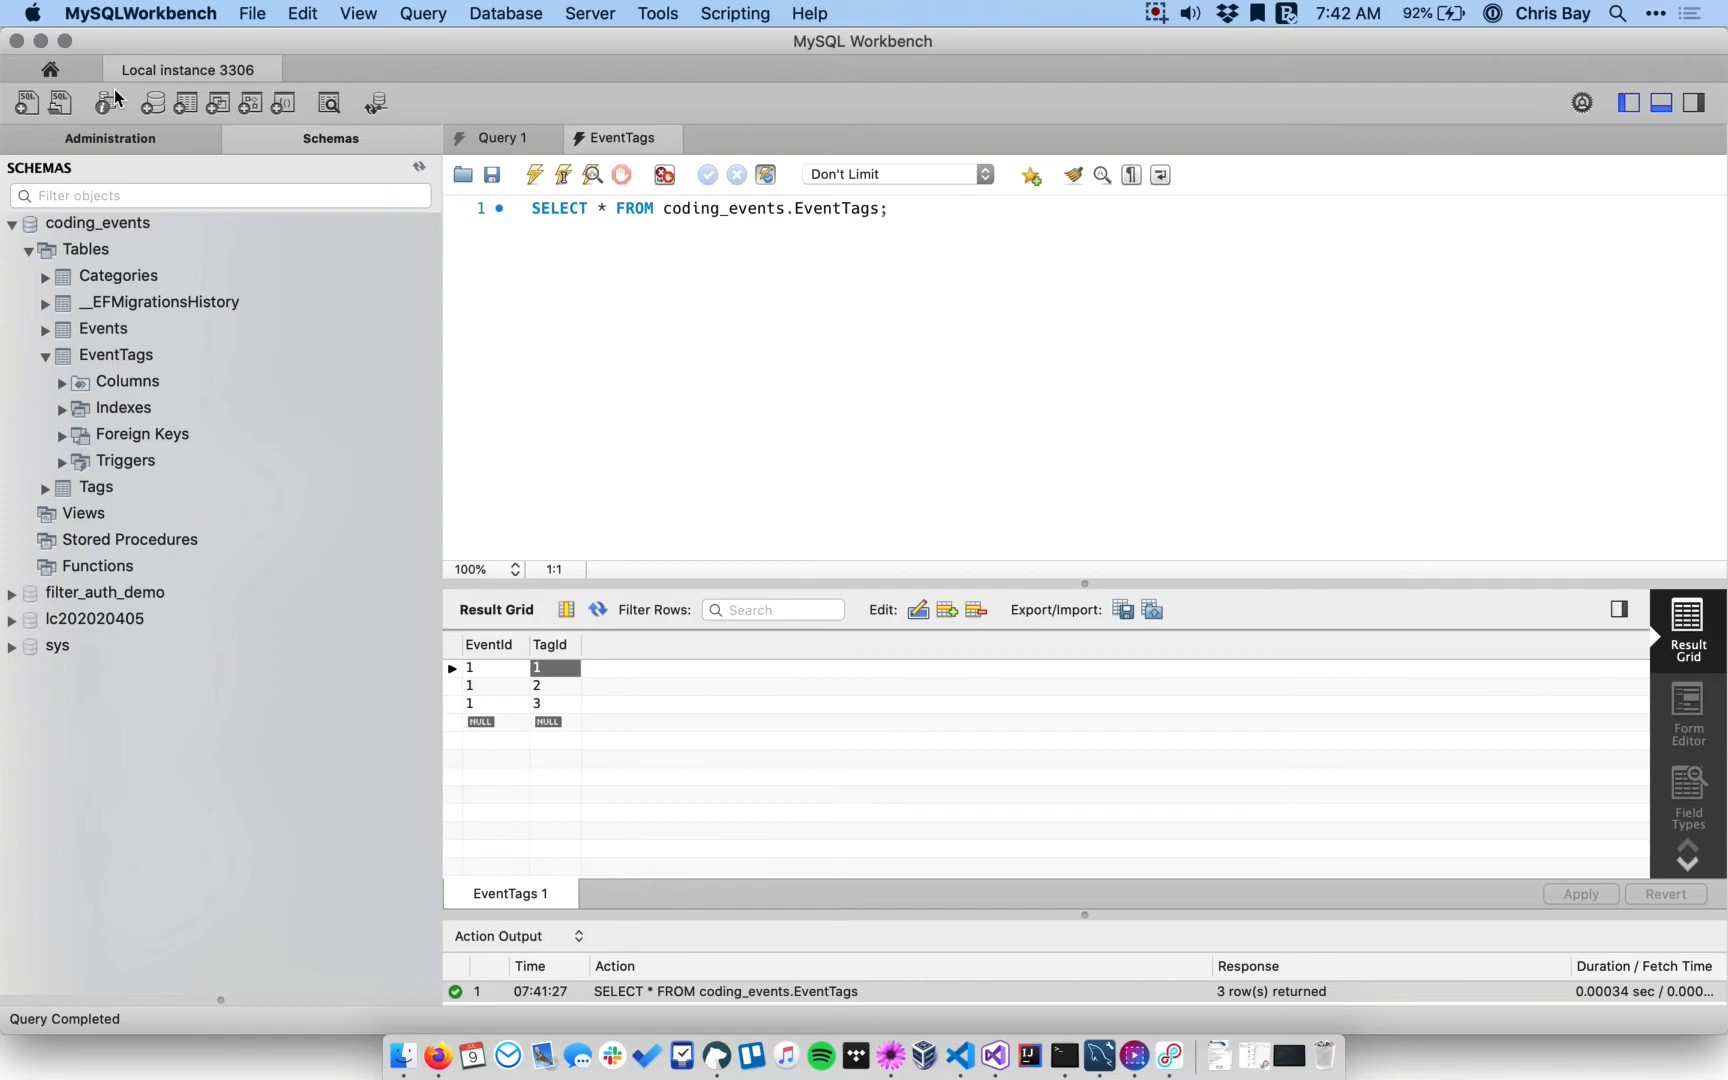 MySQLWorkbench File Edit View Query Database Server Tools Scripting Help 7:42 AM 92% Chris Bay
MySQL Workbench
Local instance 3306
SQL SQL
Administration Schemas Query 1 EventTags
SCHEMAS
Filter objects
Don't Limit
1 SELECT * FROM coding_events.EventTags;
coding_events
Tables
Categories
__EFMigrationsHistory
Events
EventTags
Columns
Indexes
Foreign Keys
Triggers
Tags
Views
Stored Procedures
Functions
filter_auth_demo
lc202020405
sys
100% 1:1
Result Grid Filter Rows: Search Edit: Export/Import:
EventId TagId
1 1
1 2
1 3
NULL NULL
Result
Grid
Form
Editor
Field
Types
EventTags 1 Apply Revert
Action Output
Time Action Response Duration / Fetch Time
1 07:41:27 SELECT * FROM coding_events.EventTags 3 row(s) returned 0.00034 sec / 0.000...
Query Completed
9
IJ